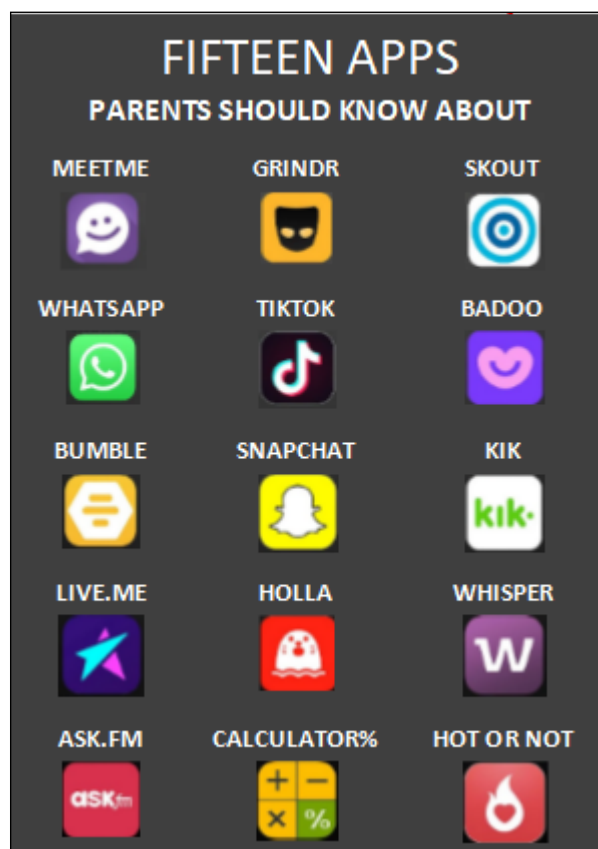 FIFTEEN APPS
PARENTS SHOULD KNOW ABOUT
MEETME GRINDR SKOUT
WHATSAPP TIKTOK BADOO
BUMBLE SNAPCHAT KIK
kik·
LIVE.ME HOLLA WHISPER
W
ASK.FM CALCULATOR% HOT OR NOT
ask.fm + − × %